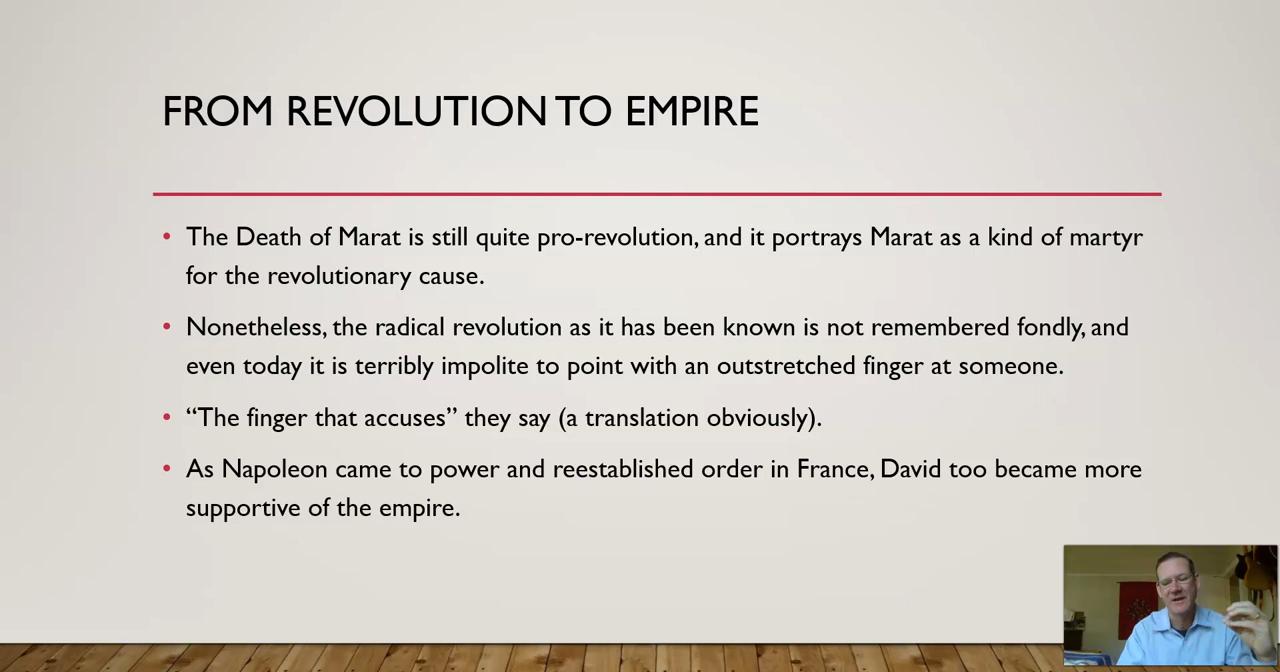 FROM REVOLUTION TO EMPIRE
• The Death of Marat is still quite pro-revolution, and it portrays Marat as a kind of martyr
for the revolutionary cause.
• Nonetheless, the radical revolution as it has been known is not remembered fondly, and
even today it is terribly impolite to point with an outstretched finger at someone.
• “The finger that accuses” they say (a translation obviously).
• As Napoleon came to power and reestablished order in France, David too became more
supportive of the empire.